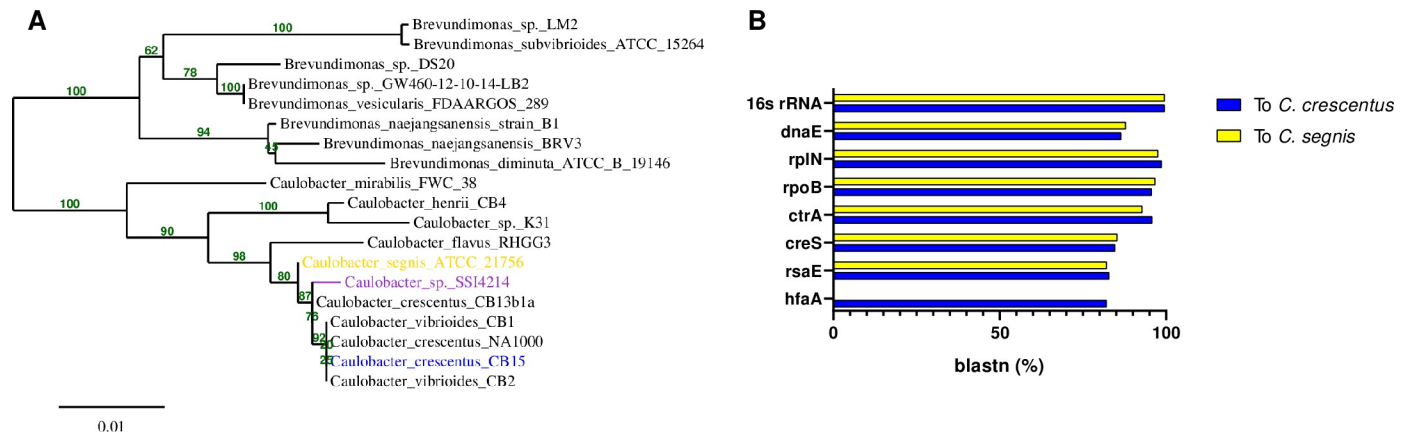 A
100
Brevundimonas_sp._LM2
Brevundimonas_subvibrioides_ATCC_15264
62
78
Brevundimonas_sp._DS20
100
Brevundimonas_sp._GW460-12-10-14-LB2
Brevundimonas_vesicularis_FDAARGOS_289
100
94
Brevundimonas_naejangsanensis_strain_B1
45
Brevundimonas_naejangsanensis_BRV3
Brevundimonas_diminuta_ATCC_B_19146
100
Caulobacter_mirabilis_FWC_38
90
100
Caulobacter_henrii_CB4
Caulobacter_sp._K31
98
Caulobacter_flavus_RHGG3
80
Caulobacter_segnis_ATCC_21756
87
Caulobacter_sp._SSI4214
76
Caulobacter_crescentus_CB13b1a
92
Caulobacter_vibrioides_CB1
Caulobacter_crescentus_NA1000
Caulobacter_crescentus_CB15
Caulobacter_vibrioides_CB2
0.01
B
16s rRNA
dnaE
rplN
rpoB
ctrA
creS
rsaE
hfaA
0 50 100
blastn (%)
To C. crescentus
To C. segnis